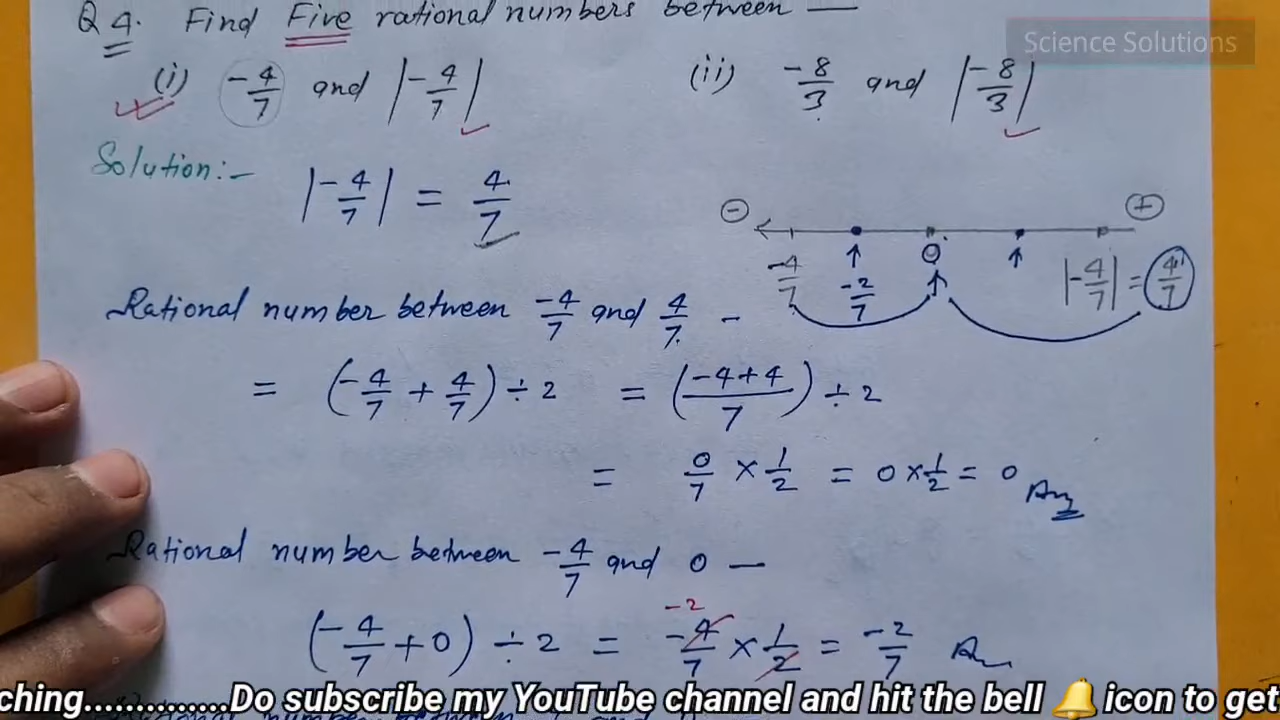 Q 4. Find Five rational numbers between —
Science Solutions
(i) -4/7 and |-4/7| (ii) -8/3 and |-8/3|
Solution:-
|-4/7| = 4/7
⊖ ⊕
-4/7 -2/7 0 |-4/7| = 4/7
Rational number between -4/7 and 4/7 -
= (-4/7 + 4/7) ÷ 2 = (-4+4/7) ÷ 2
= 0/7 × 1/2 = 0 × 1/2 = 0 Ans
Rational number between -4/7 and 0 —
-2
(-4/7 + 0) ÷ 2 = -4/7 × 1/2 = -2/7 Ans
ching..............Do subscribe my YouTube channel and hit the bell 🔔 icon to get